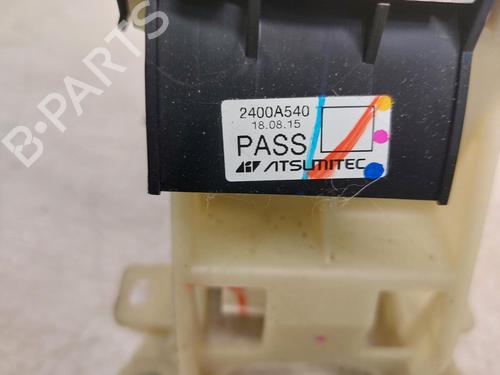 B-PARTS
2400A540
18.08.15
PASS
ATSUMITEC